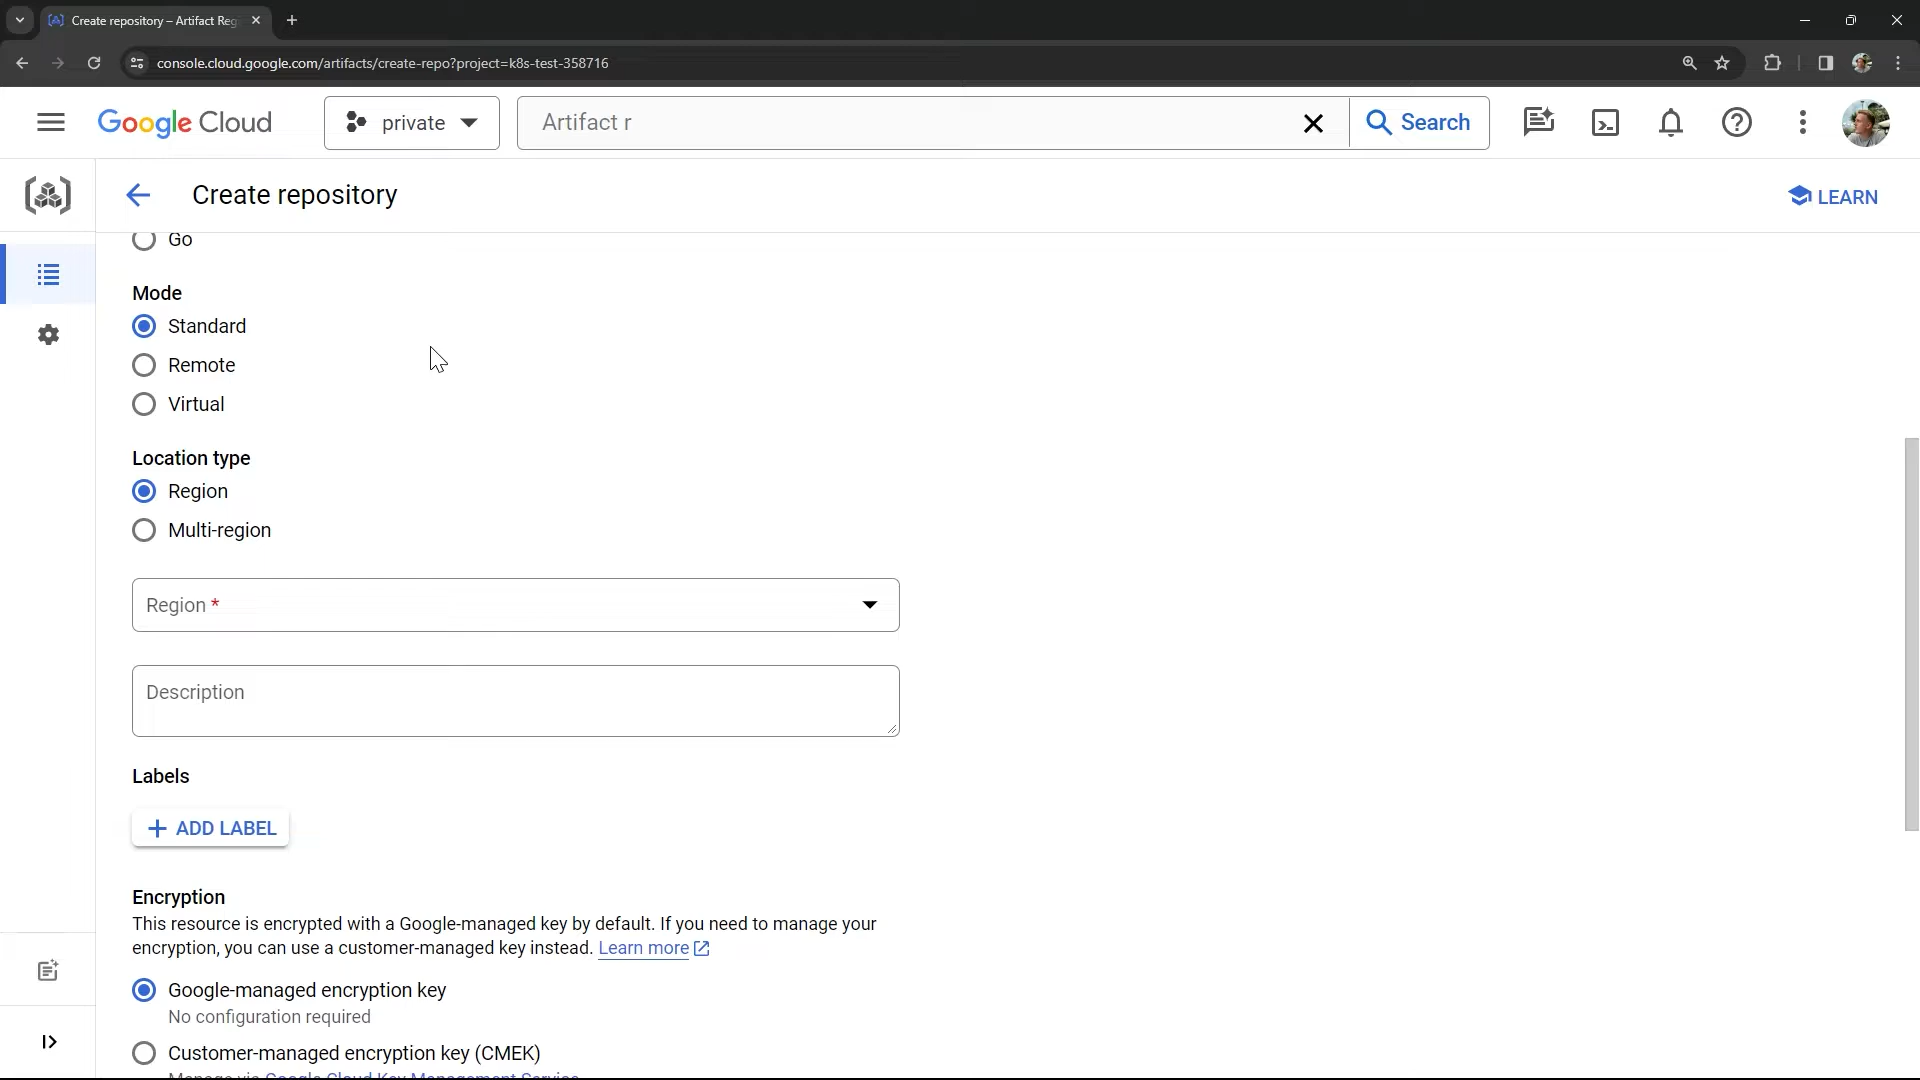 Create repository – Artifact Reg
console.cloud.google.com/artifacts/create-repo?project=k8s-test-358716
Google Cloud
private
Artifact r
Search
Create repository
LEARN
Go
Mode
Standard
Remote
Virtual
Location type
Region
Multi-region
Region *
Description
Labels
ADD LABEL
Encryption
This resource is encrypted with a Google-managed key by default. If you need to manage your
encryption, you can use a customer-managed key instead. Learn more
Google-managed encryption key
No configuration required
Customer-managed encryption key (CMEK)
Manage via Google Cloud Key Management Service